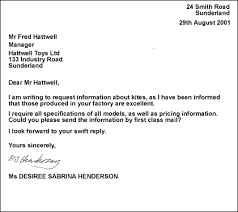 24 Smith Road
Sunderland
29th August 2001
Mr Fred Hattwell
Manager
Hattwell Toys Ltd
133 Industry Road
Sunderland
Dear Mr Hattwell,
I am writing to request information about kites, as I have been informed
that those produced in your factory are excellent.
I require all specifications of all models, as well as pricing information.
Could you please send the information by first class mail?
I look forward to your swift reply.
Yours sincerely,
D S Henderson
Ms DESIREE SABRINA HENDERSON